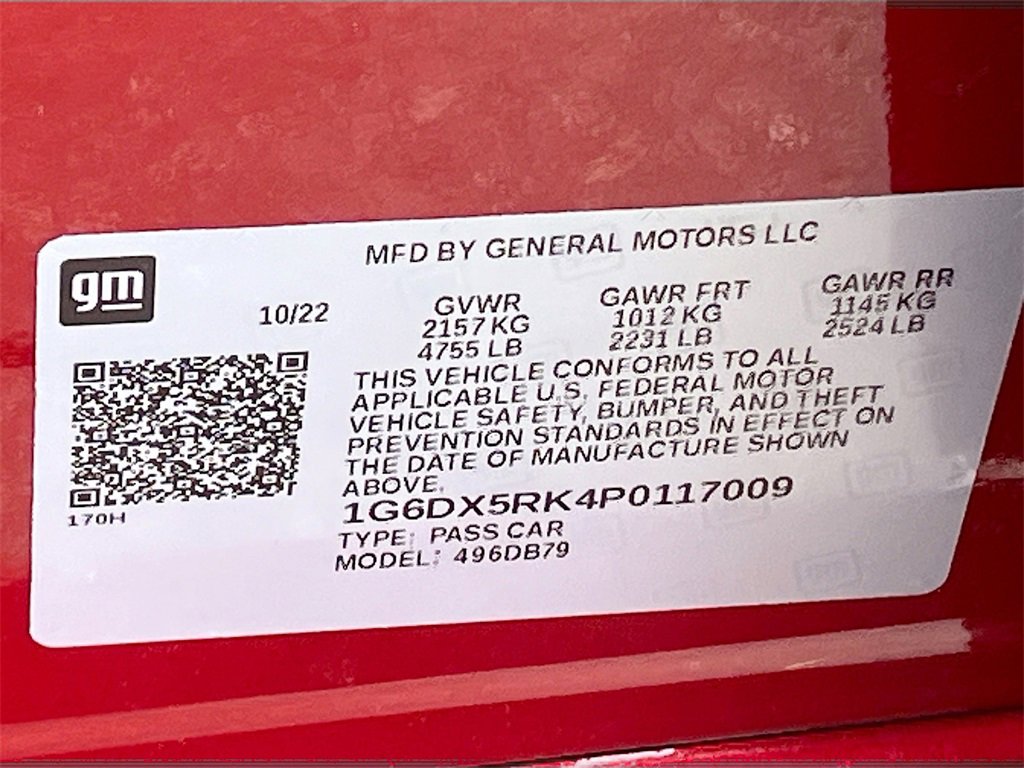 gm
MFD BY GENERAL MOTORS LLC
10/22
GVWR
2157 KG
4755 LB
GAWR FRT
1012 KG
2231 LB
GAWR RR
1145 KG
2524 LB
THIS VEHICLE CONFORMS TO ALL
APPLICABLE U.S. FEDERAL MOTOR
VEHICLE SAFETY, BUMPER, AND THEFT
PREVENTION STANDARDS IN EFFECT ON
THE DATE OF MANUFACTURE SHOWN
ABOVE.
170H
1G6DX5RK4P0117009
TYPE: PASS CAR
MODEL: 496DB79